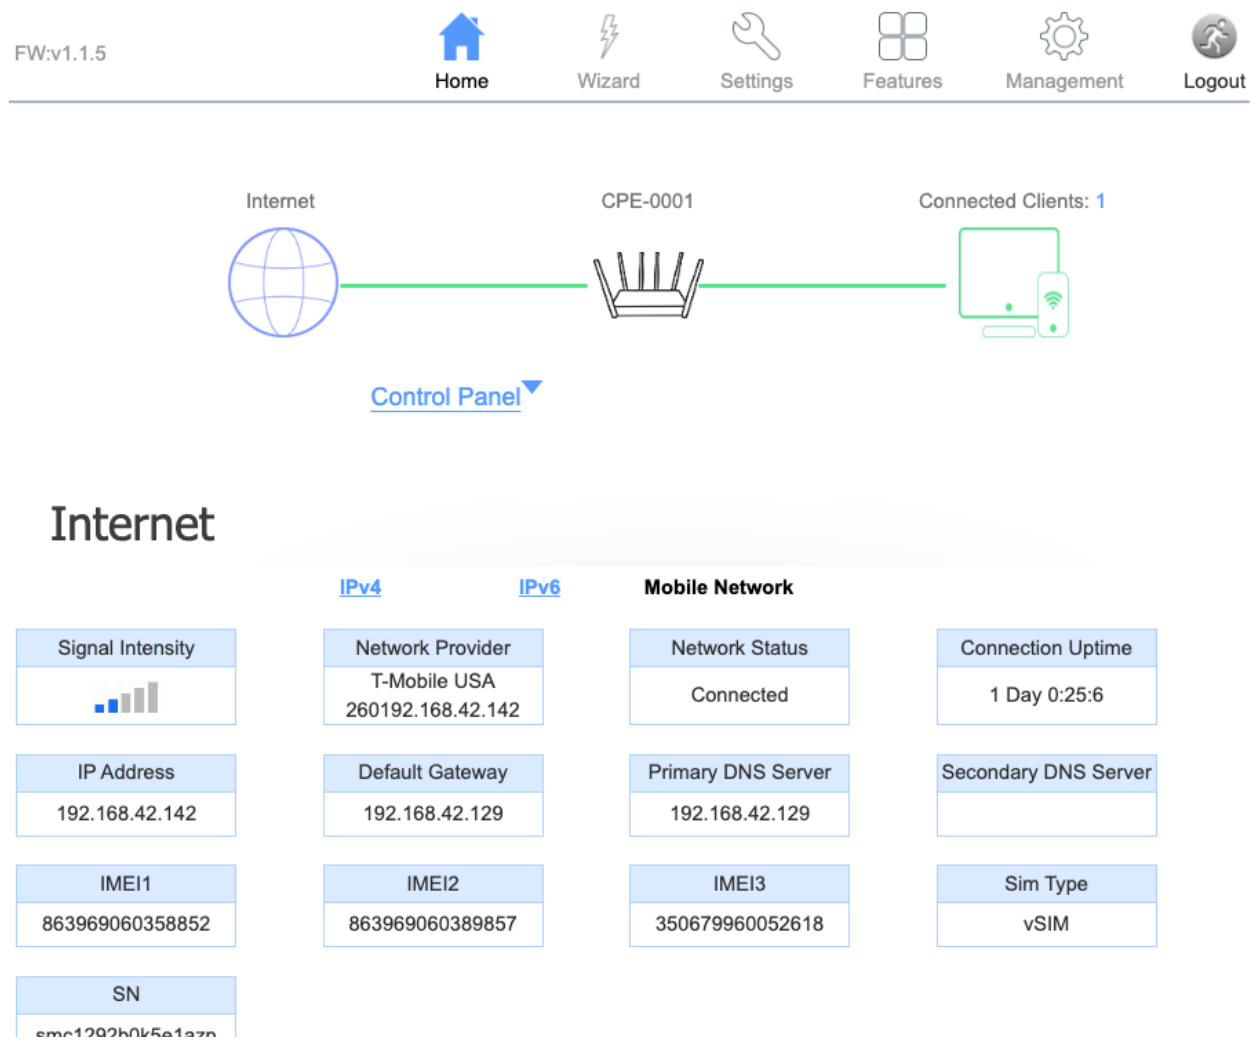 FW:v1.1.5
Home
Wizard
Settings
Features
Management
Logout
Internet
CPE-0001
Connected Clients: 1
Control Panel
Internet
IPv4
IPv6
Mobile Network
Signal Intensity
Network Provider
Network Status
Connection Uptime
T-Mobile USA
260192.168.42.142
Connected
1 Day 0:25:6
IP Address
Default Gateway
Primary DNS Server
Secondary DNS Server
192.168.42.142
192.168.42.129
192.168.42.129
IMEI1
IMEI2
IMEI3
Sim Type
863969060358852
863969060389857
350679960052618
vSIM
SN
smc1292b0k5e1azp